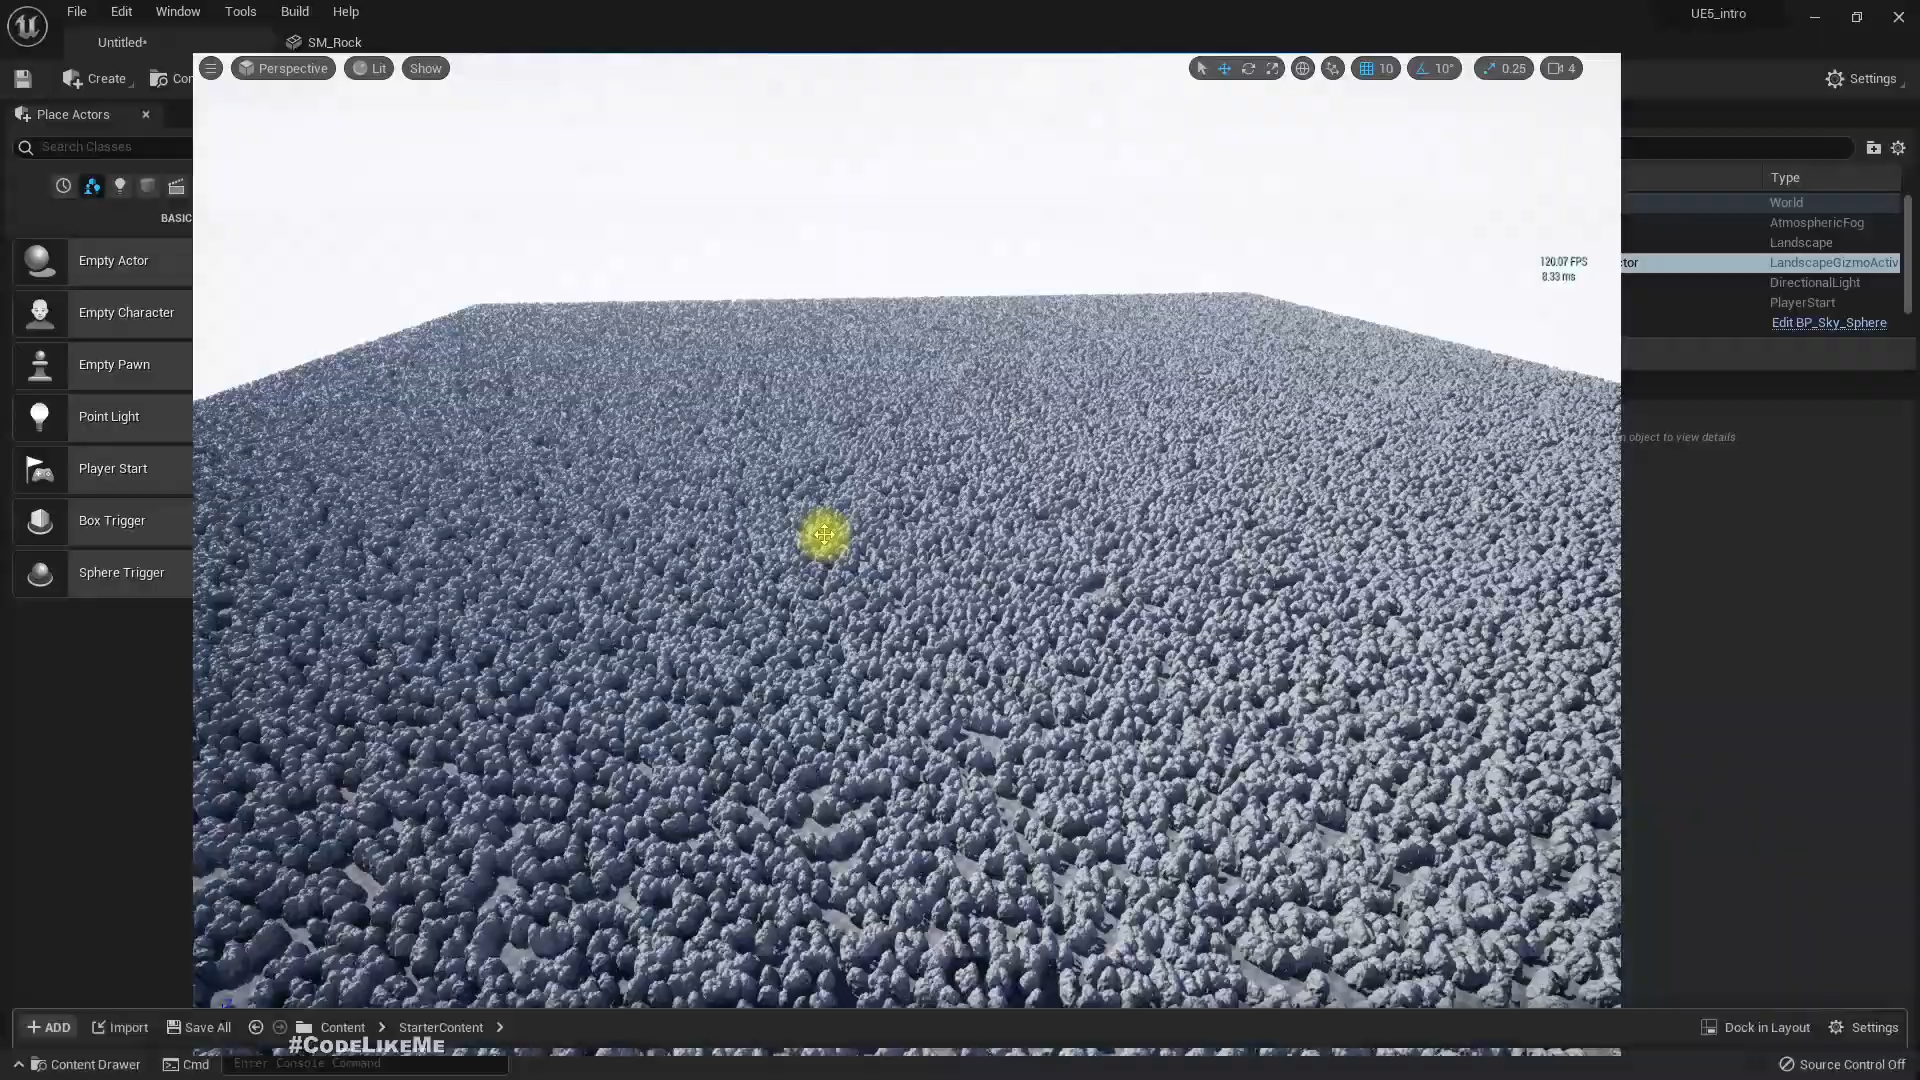 File Edit Window Tools Build Help
UE5_intro
Untitled*
SM_Rock
Create
Con
Perspective
Lit
Show
10
10°
0.25
4
Settings
Place Actors
Search Classes
BASIC
Type
World
AtmosphericFog
Landscape
ctor LandscapeGizmoActiv
DirectionalLight
PlayerStart
Edit BP_Sky_Sphere
120.07 FPS
8.33 ms
Empty Actor
Empty Character
Empty Pawn
Point Light
Player Start
Box Trigger
Sphere Trigger
object to view details
+ ADD
Import
Save All
Content > StarterContent >
Dock in Layout
Settings
#CodeLikeMe
Content Drawer
Cmd
Enter Console Command
Source Control Off